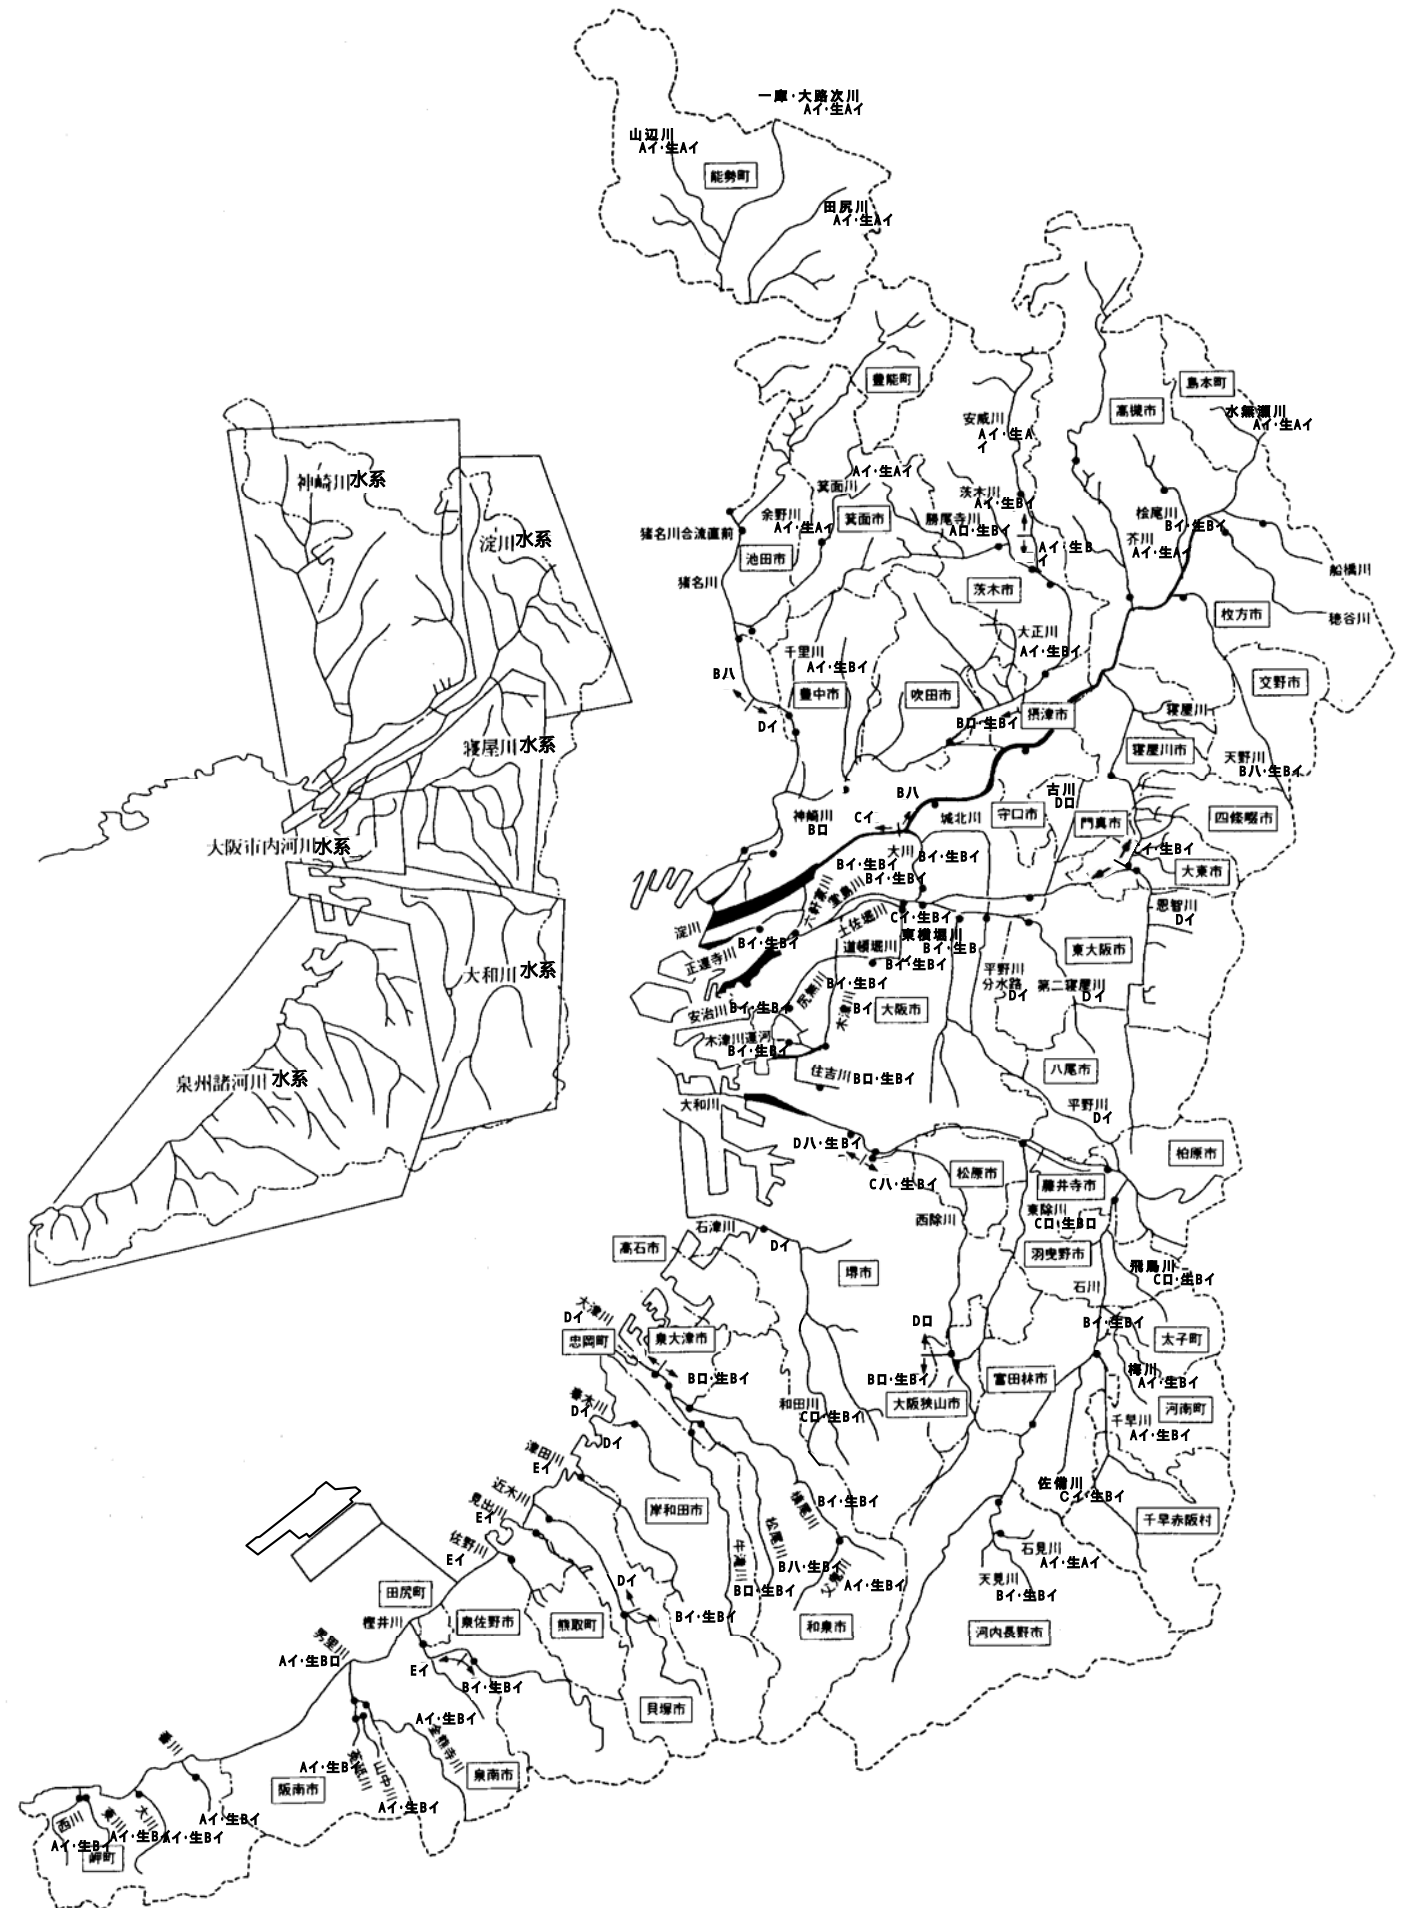 一庫・大路次川
Aイ・生Aイ
山辺川
Aイ・生Aイ
能勢町
田尻川
Aイ・生Aイ
豊能町
島本町
高槻市
水無瀬川
Aイ・生Aイ
安威川
Aイ・生A
イ
神崎川水系
淀川水系
寝屋川水系
大阪市内河川水系
大和川水系
泉州諸河川水系
Aイ・生Aイ
箕面川
余野川
Aイ・生Aイ
箕面市
茨木川
Aイ・生Bイ
勝尾寺川
Aロ・生Bイ
Aイ・生B
イ
桧尾川
Bイ・生Bイ
芥川
Aイ・生Aイ
猪名川合流直前
池田市
猪名川
船橋川
茨木市
枚方市
穂谷川
大正川
Aイ・生Bイ
千里川
Aイ・生Bイ
Bハ
豊中市
吹田市
交野市
Dイ
Bロ・生Bイ
摂津市
寝屋川
寝屋川市
天野川
Bハ・生Bイ
古川
Dロ
Bハ
神崎川
Bロ
Cイ
城北川
守口市
門真市
四條畷市
大川
Bイ・生Bイ
Bイ・生Bイ
イ・生Bイ
大東市
六軒家川
堂島川
Bイ・生Bイ
土佐堀川
Cイ・生Bイ
恩智川
Dイ
淀川
Bイ・生Bイ
正蓮寺川
道頓堀川
Bイ・生Bイ
東横堀川
Bイ・生B
イ
東大阪市
平野川
分水路
Dイ
第二寝屋川
Dイ
Bイ・生Bイ
尻無川
木津川
Bイ
大阪市
安治川
Bイ・生Bイ
木津川運河
Bイ・生Bイ
住吉川
Bロ・生Bイ
八尾市
大和川
平野川
Dイ
Dハ・生Bイ
Cハ・生Bイ
松原市
藤井寺市
柏原市
西除川
東除川
Cロ・生Bロ
羽曳野市
石津川
Dイ
高石市
堺市
飛鳥川
Cロ・生Bイ
石川
大津川
Dイ
忠岡町
泉大津市
Bロ・生Bイ
Dロ
Bイ・生Bイ
太子町
梅川
Aイ・生Bイ
Bロ・生Bイ
大阪狭山市
富田林市
河南町
春木川
Dイ
Dイ
和田川
Cロ・生Bイ
千早川
Aイ・生Bイ
津田川
Eイ
近木川
見出川
Eイ
佐野川
Eイ
岸和田市
槇尾川
Bイ・生Bイ
佐備川
Cイ・生Bイ
千早赤阪村
牛滝川
Bロ・生Bイ
松尾川
Bハ・生Bイ
父鬼川
Aイ・生Bイ
石見川
Aイ・生Aイ
天見川
Bイ・生Bイ
Dイ
Bイ・生Bイ
田尻町
樫井川
泉佐野市
熊取町
和泉市
河内長野市
男里川
Aイ・生Bロ
Eイ
Bイ・生Bイ
貝塚市
Aイ・生Bイ
金熊寺川
泉南市
番川
Aイ・生Bイ
菟砥川
山中川
Aイ・生Bイ
阪南市
西川
Aイ・生Bイ
東川
Aイ・生Bイ
大川
Aイ・生Bイ
Aイ・生Bイ
岬町